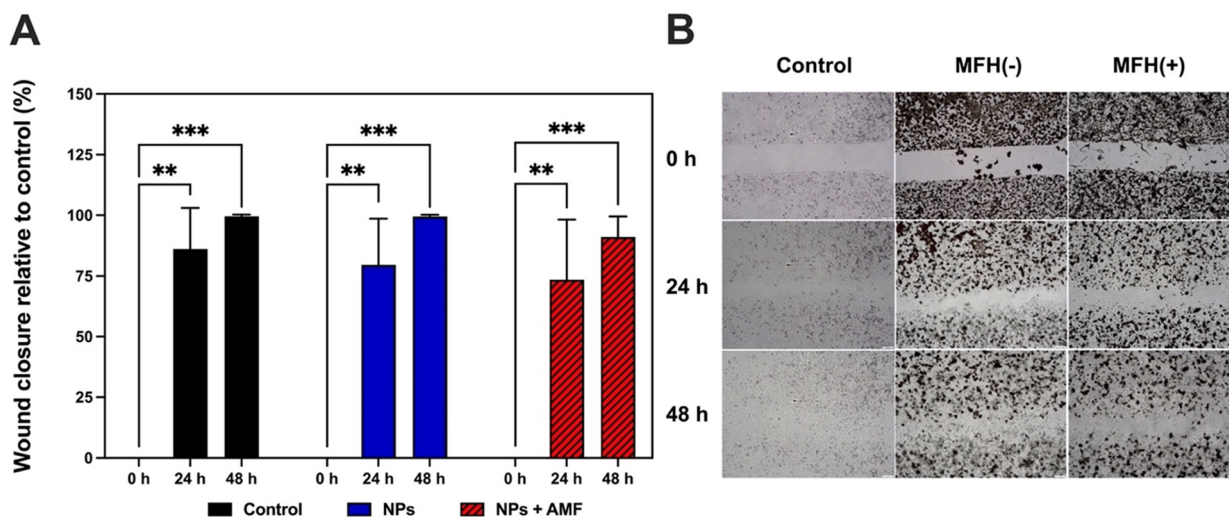 A
Wound closure relative to control (%)
150
125
100
75
50
25
0
*** 
**
***
**
***
**
0 h 24 h 48 h 0 h 24 h 48 h 0 h 24 h 48 h
Control NPs NPs + AMF
B
Control MFH(-) MFH(+)
0 h
24 h
48 h